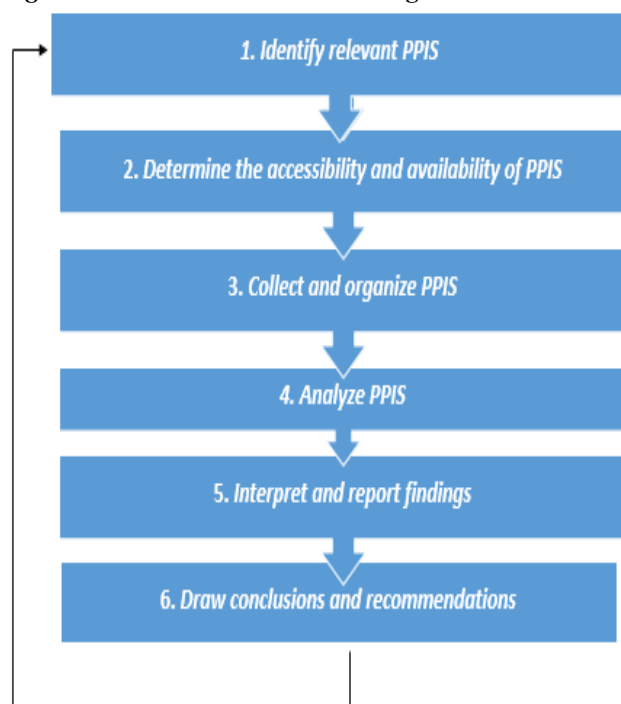 1. Identify relevant PPIS
2. Determine the accessibility and availability of PPIS
3. Collect and organize PPIS
4. Analyze PPIS
5. Interpret and report findings
6. Draw conclusions and recommendations